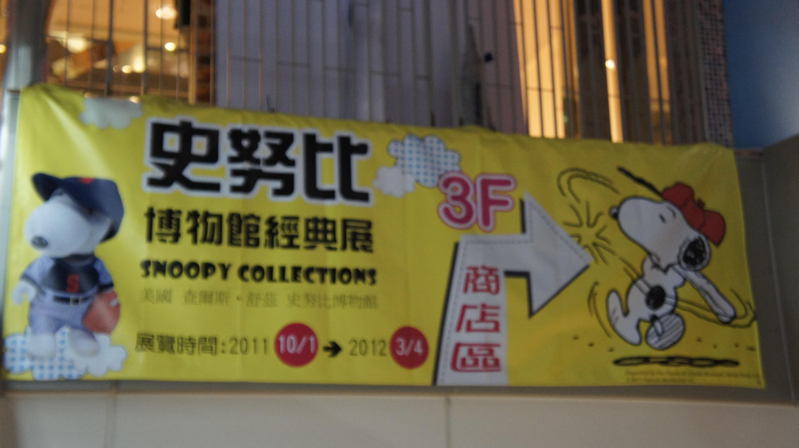 史努比
博物館經典展
SNOOPY COLLECTIONS
美國 查爾斯·舒茲 史努比博物館
展覽時間:2011 10/1 → 2012 3/4
3F
商店區
S